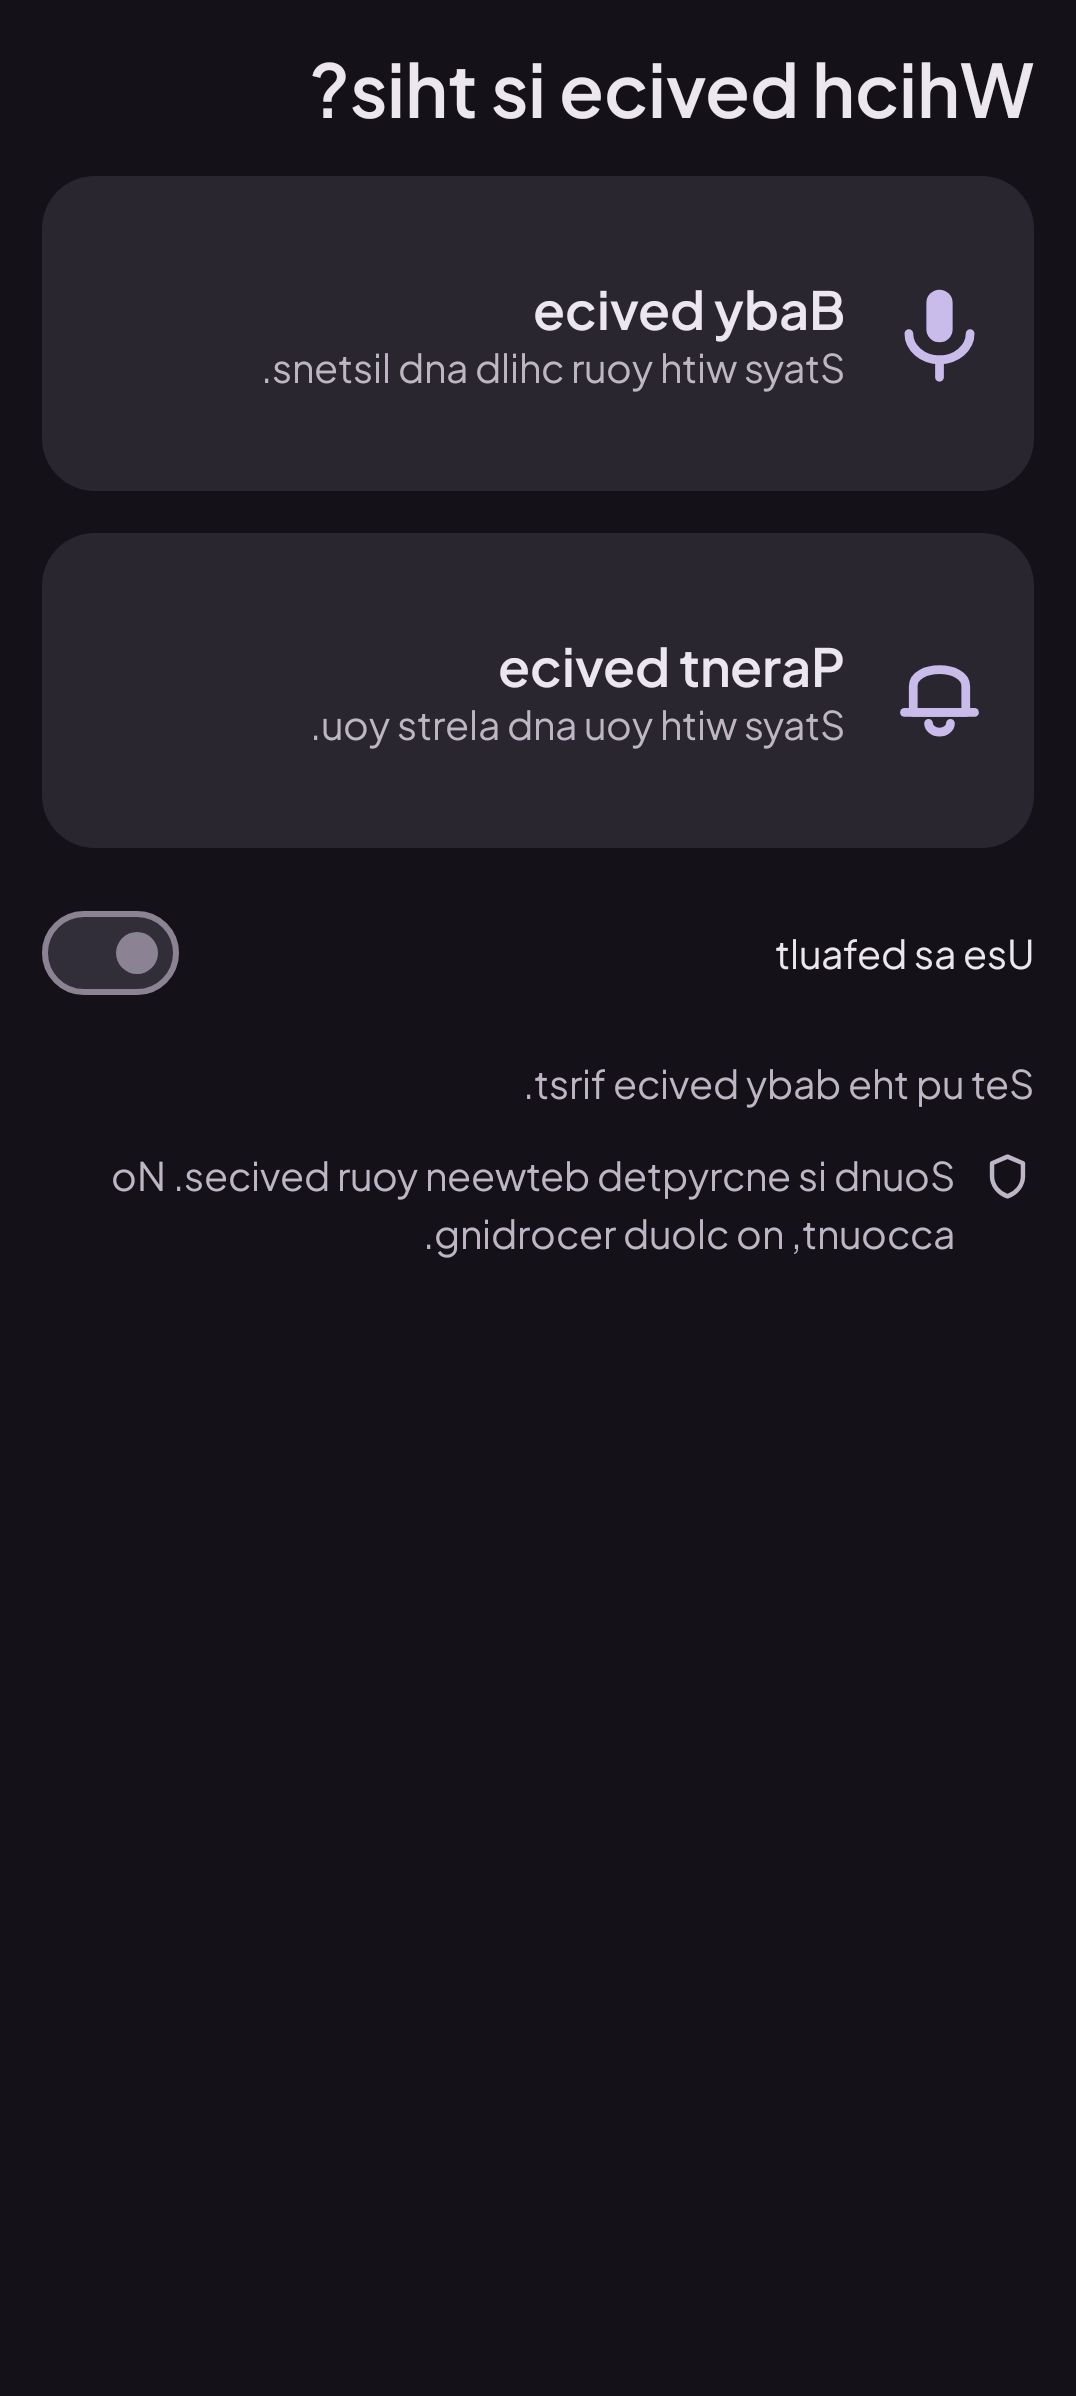 ?siht si ecived hcihW
ecived ybaB
.snetsil dna dlihc ruoy htiw syatS
ecived tneraP
.uoy strela dna uoy htiw syatS
tluafed sa esU
.tsrif ecived ybab eht pu teS
oN .secived ruoy neewteb detpyrcne si dnuoS
.gnidrocer duolc on ,tnuocca